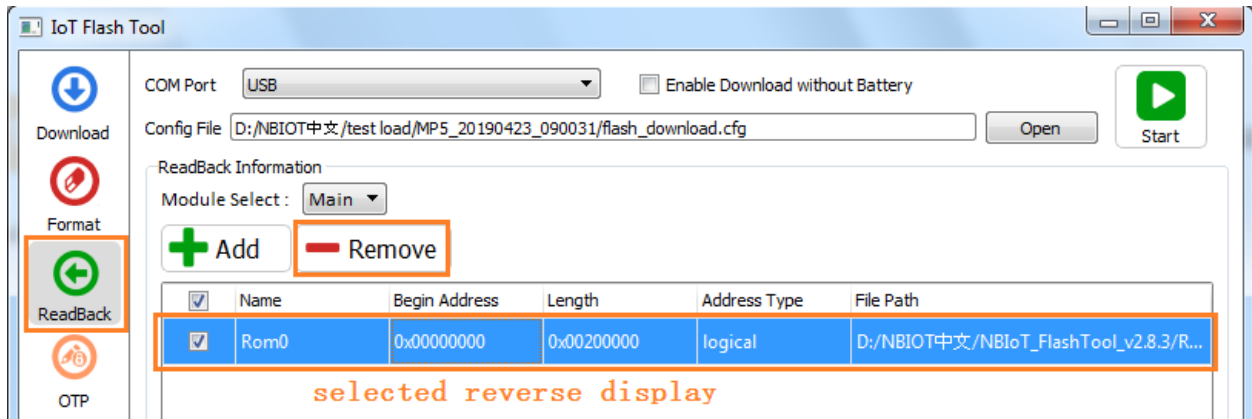 IoT Flash Tool
COM Port USB Enable Download without Battery
Download
Config File D:/NBIOT中文/test load/MP5_20190423_090031/flash_download.cfg Open
Start
ReadBack Information
Module Select : Main
Format
Add Remove
ReadBack
Name Begin Address Length Address Type File Path
Rom0 0x00000000 0x00200000 logical D:/NBIOT中文/NBIoT_FlashTool_v2.8.3/R...
selected reverse display
OTP